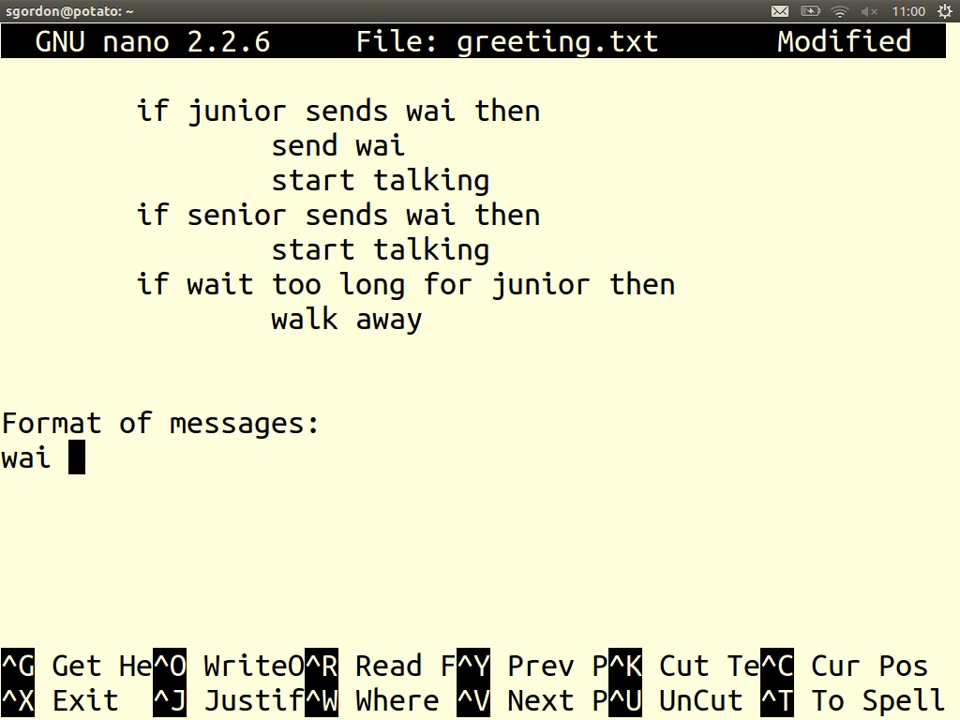 sgordon@potato: ~ 11:00
GNU nano 2.2.6 File: greeting.txt Modified
if junior sends wai then
send wai
start talking
if senior sends wai then
start talking
if wait too long for junior then
walk away
Format of messages:
wai
^G Get He^O WriteO^R Read F^Y Prev P^K Cut Te^C Cur Pos
^X Exit ^J Justif^W Where ^V Next P^U UnCut ^T To Spell